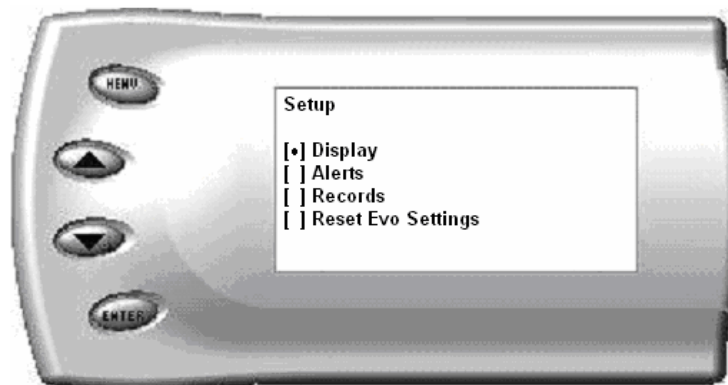 MENU
Setup
[•] Display
[ ] Alerts
[ ] Records
[ ] Reset Evo Settings
ENTER